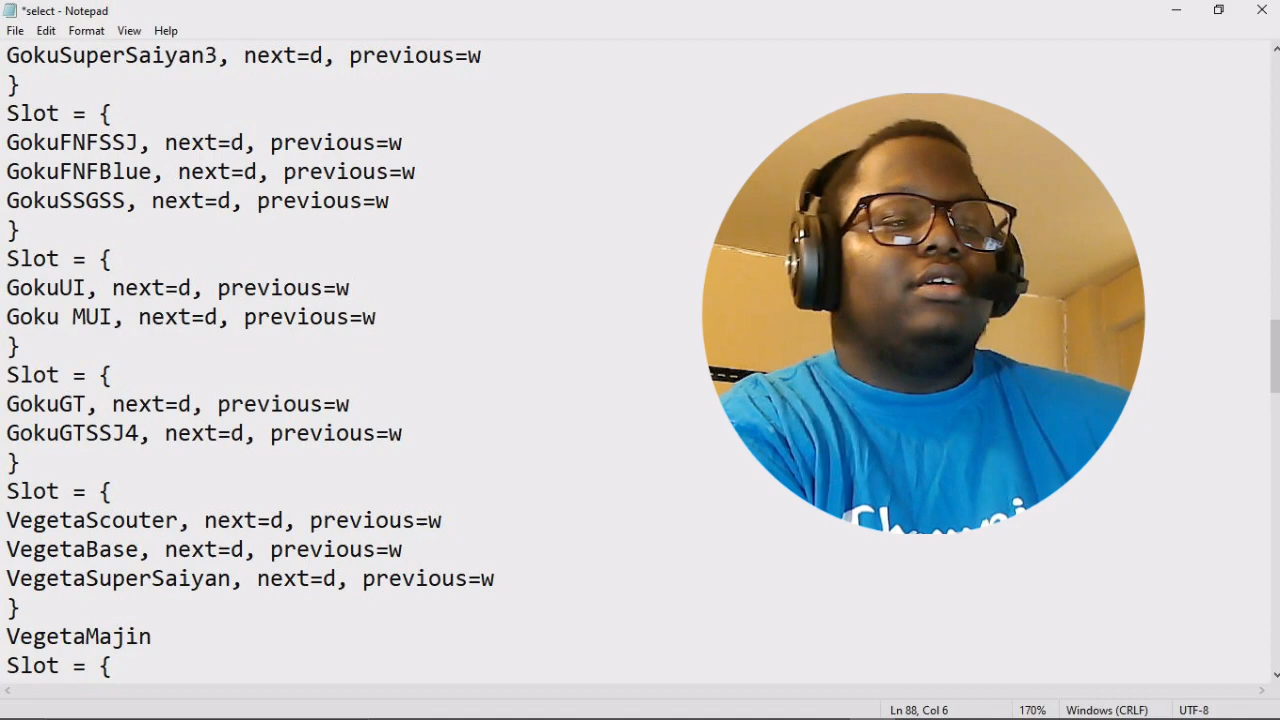 *select - Notepad
File Edit Format View Help
GokuSuperSaiyan3, next=d, previous=w
}
Slot = {
GokuFNFSSJ, next=d, previous=w
GokuFNFBlue, next=d, previous=w
GokuSSGSS, next=d, previous=w
}
Slot = {
GokuUI, next=d, previous=w
Goku MUI, next=d, previous=w
}
Slot = {
GokuGT, next=d, previous=w
GokuGTSSJ4, next=d, previous=w
}
Slot = {
VegetaScouter, next=d, previous=w
VegetaBase, next=d, previous=w
VegetaSuperSaiyan, next=d, previous=w
}
VegetaMajin
Slot = {
Ln 88, Col 6 170% Windows (CRLF) UTF-8